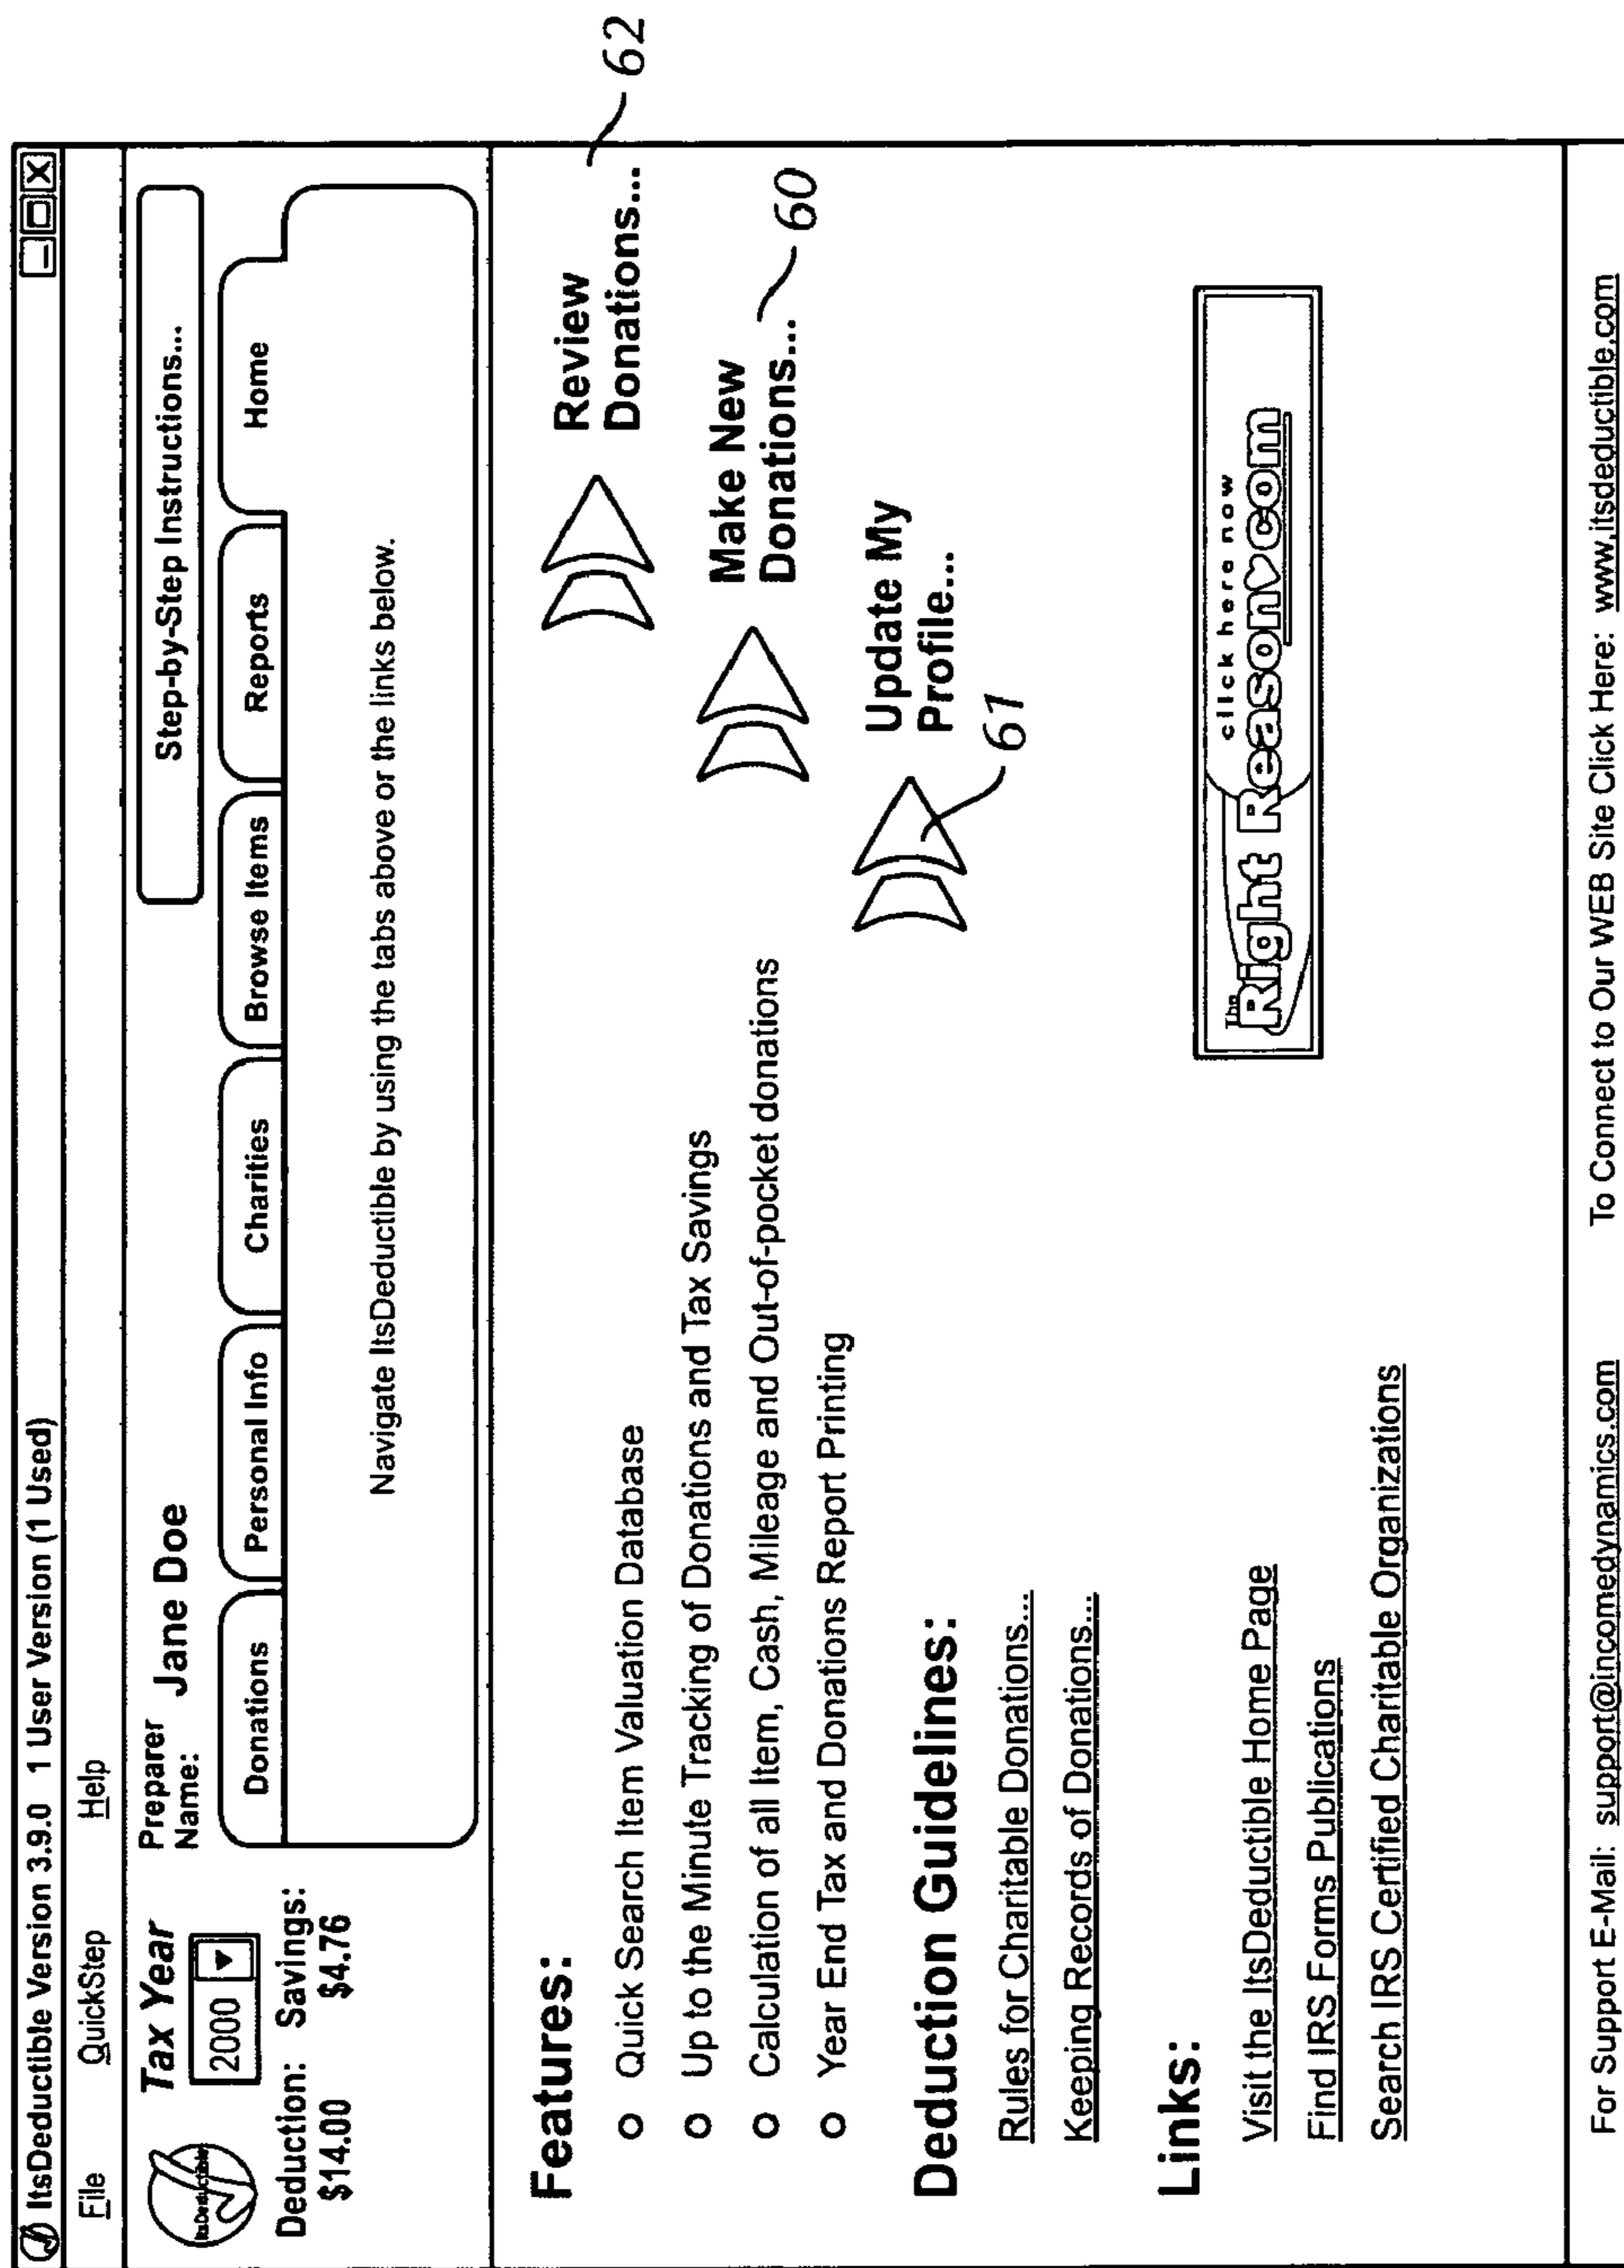 ItsDeductible Version 3.9.0 1 User Version (1 Used)
File QuickStep Help
ItsDeductible
Tax Year
2000
Deduction: Savings:
$14.00 $4.76
Preparer
Name: Jane Doe
Step-by-Step Instructions...
Donations Personal Info Charities Browse Items Reports Home
Navigate ItsDeductible by using the tabs above or the links below.
Features:
Quick Search Item Valuation Database
Up to the Minute Tracking of Donations and Tax Savings
Calculation of all Item, Cash, Mileage and Out-of-pocket donations
Year End Tax and Donations Report Printing
Review
Donations...
62
Make New
Donations...
60
Update My
Profile...
61
Deduction Guidelines:
Rules for Charitable Donations...
Keeping Records of Donations...
Links:
Visit the ItsDeductible Home Page
Find IRS Forms Publications
Search IRS Certified Charitable Organizations
click here now
The Right Reason♥com
For Support E-Mail: support@incomedynamics.com To Connect to Our WEB Site Click Here: www.itsdeductible.com